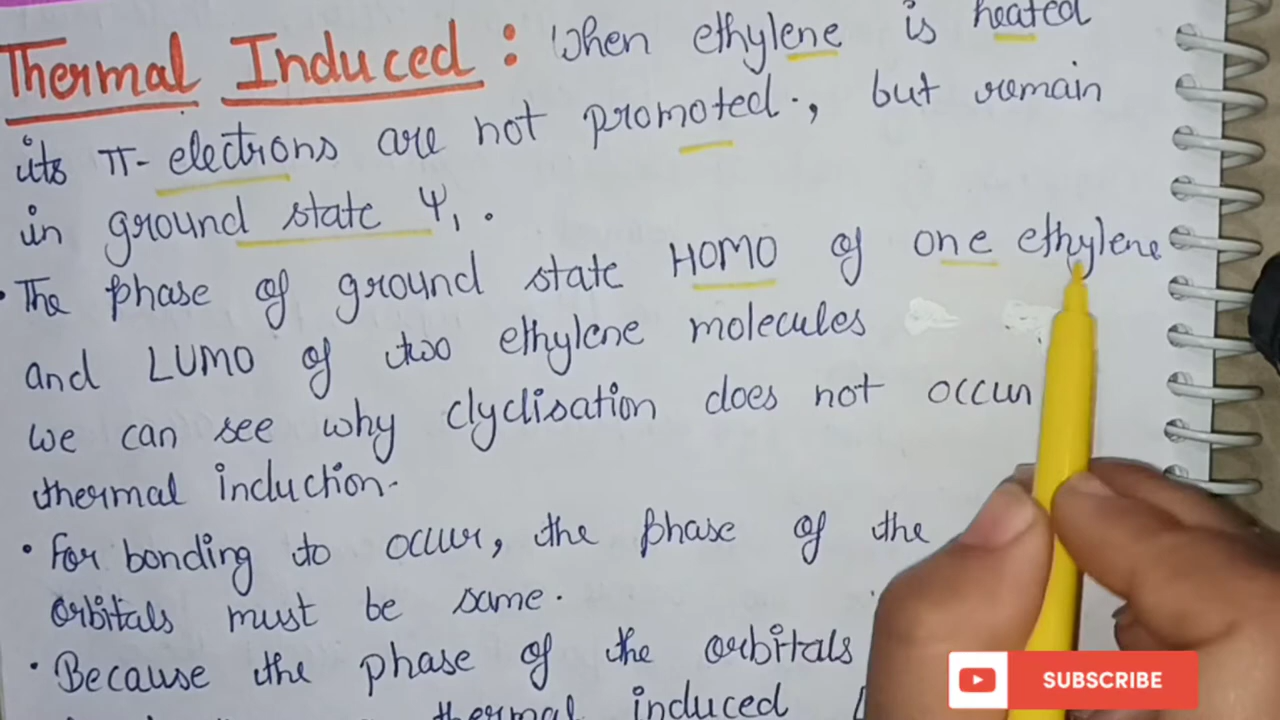 Thermal Induced : When ethylene is heated
its π- electrons are not promoted., but remain
in ground state Ψ1.
• The phase of ground state HOMO of one ethylene
and LUMO of two ethylene molecules
we can see why clyclisation does not occur
thermal induction.
• For bonding to occur, the phase of the
orbitals must be same.
• Because the phase of the orbitals
thermal induced
SUBSCRIBE